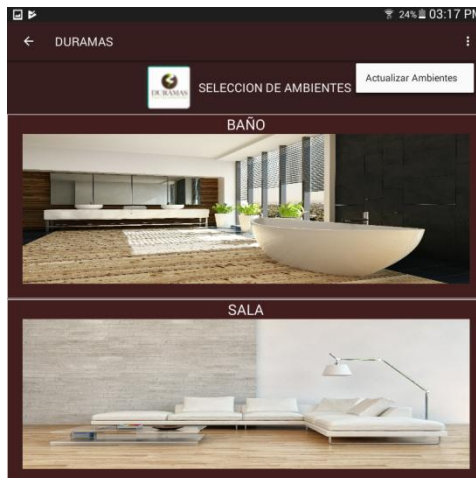 24% 03:17 PM
DURAMAS
DURAMAS
SELECCION DE AMBIENTES
Actualizar Ambientes
BAÑO
SALA